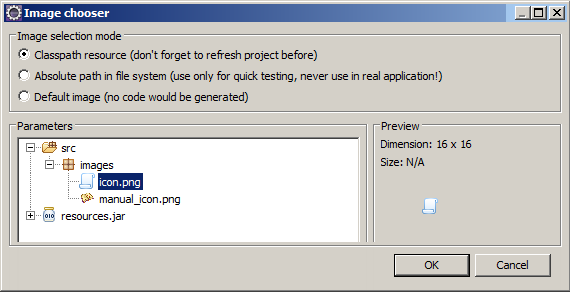 Image chooser
Image selection mode
Classpath resource (don't forget to refresh project before)
Absolute path in file system (use only for quick testing, never use in real application!)
Default image (no code would be generated)
Parameters
src
images
icon.png
manual_icon.png
resources.jar
Preview
Dimension: 16 x 16
Size: N/A
OK
Cancel